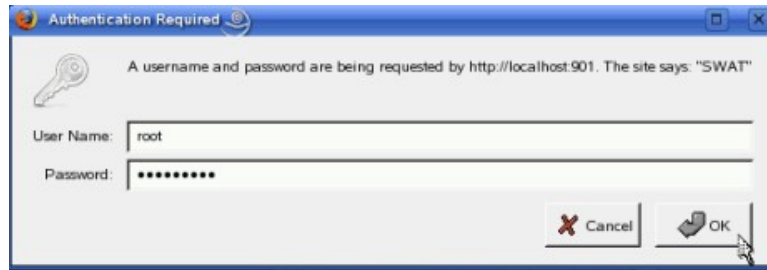 Authentication Required
A username and password are being requested by http://localhost:901. The site says: "SWAT"
User Name: root
Password: •••••••••
Cancel OK